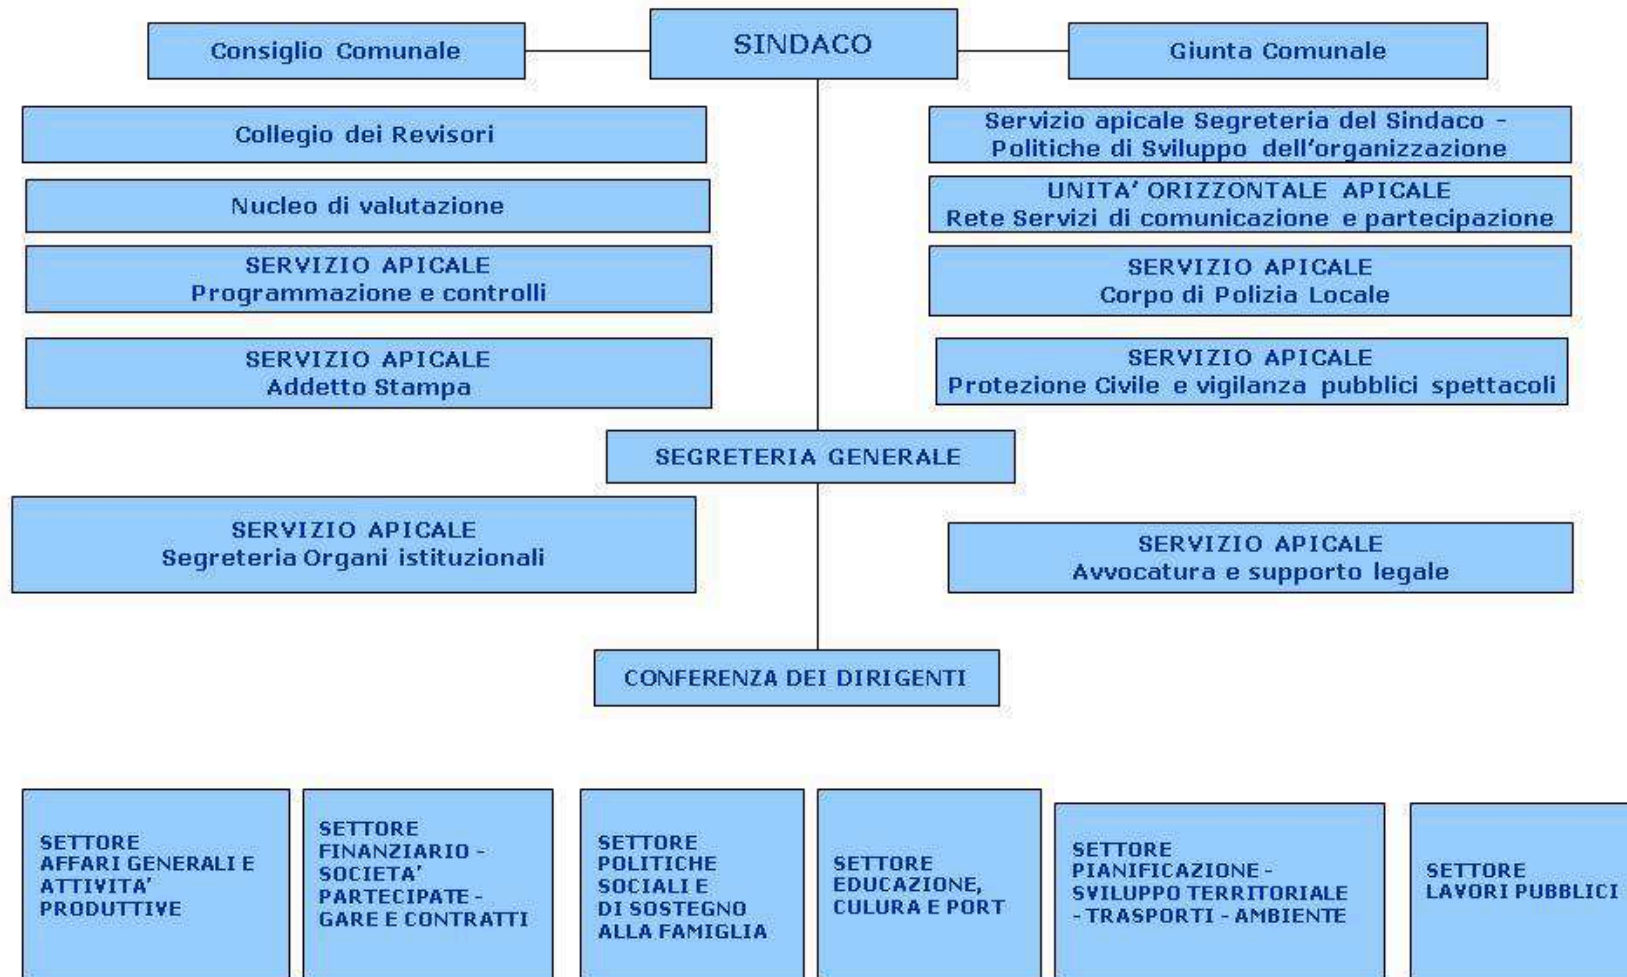 Consiglio Comunale
SINDACO
Giunta Comunale
Collegio dei Revisori
Servizio apicale Segreteria del Sindaco -
Politiche di Sviluppo dell'organizzazione
Nucleo di valutazione
UNITA' ORIZZONTALE APICALE
Rete Servizi di comunicazione e partecipazione
SERVIZIO APICALE
Programmazione e controlli
SERVIZIO APICALE
Corpo di Polizia Locale
SERVIZIO APICALE
Addetto Stampa
SERVIZIO APICALE
Protezione Civile e vigilanza pubblici spettacoli
SEGRETERIA GENERALE
SERVIZIO APICALE
Segreteria Organi istituzionali
SERVIZIO APICALE
Avvocatura e supporto legale
CONFERENZA DEI DIRIGENTI
SETTORE
AFFARI GENERALI E
ATTIVITA'
PRODUTTIVE
SETTORE
FINANZIARIO -
SOCIETA'
PARTECIPATE -
GARE E CONTRATTI
SETTORE
POLITICHE
SOCIALI E
DI SOSTEGNO
ALLA FAMIGLIA
SETTORE
EDUCAZIONE,
CULURA E PORT
SETTORE
PIANIFICAZIONE -
SVILUPPO TERRITORIALE
- TRASPORTI - AMBIENTE
SETTORE
LAVORI PUBBLICI